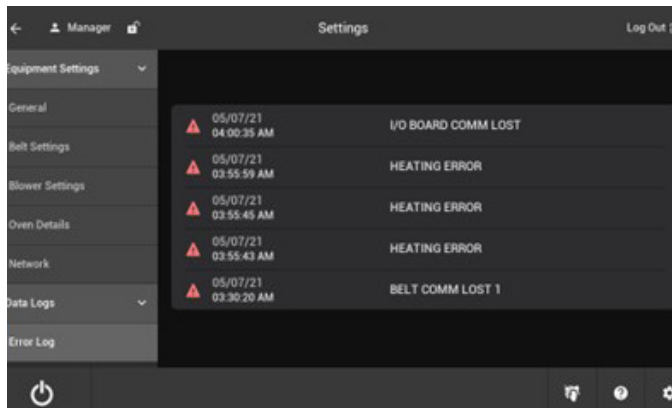 Manager
Settings
Log Out
Equipment Settings
General
Belt Settings
Blower Settings
Oven Details
Network
Data Logs
Error Log
05/07/21
04:00:35 AM
I/O BOARD COMM LOST
05/07/21
03:55:59 AM
HEATING ERROR
05/07/21
03:55:45 AM
HEATING ERROR
05/07/21
03:55:43 AM
HEATING ERROR
05/07/21
03:30:20 AM
BELT COMM LOST 1